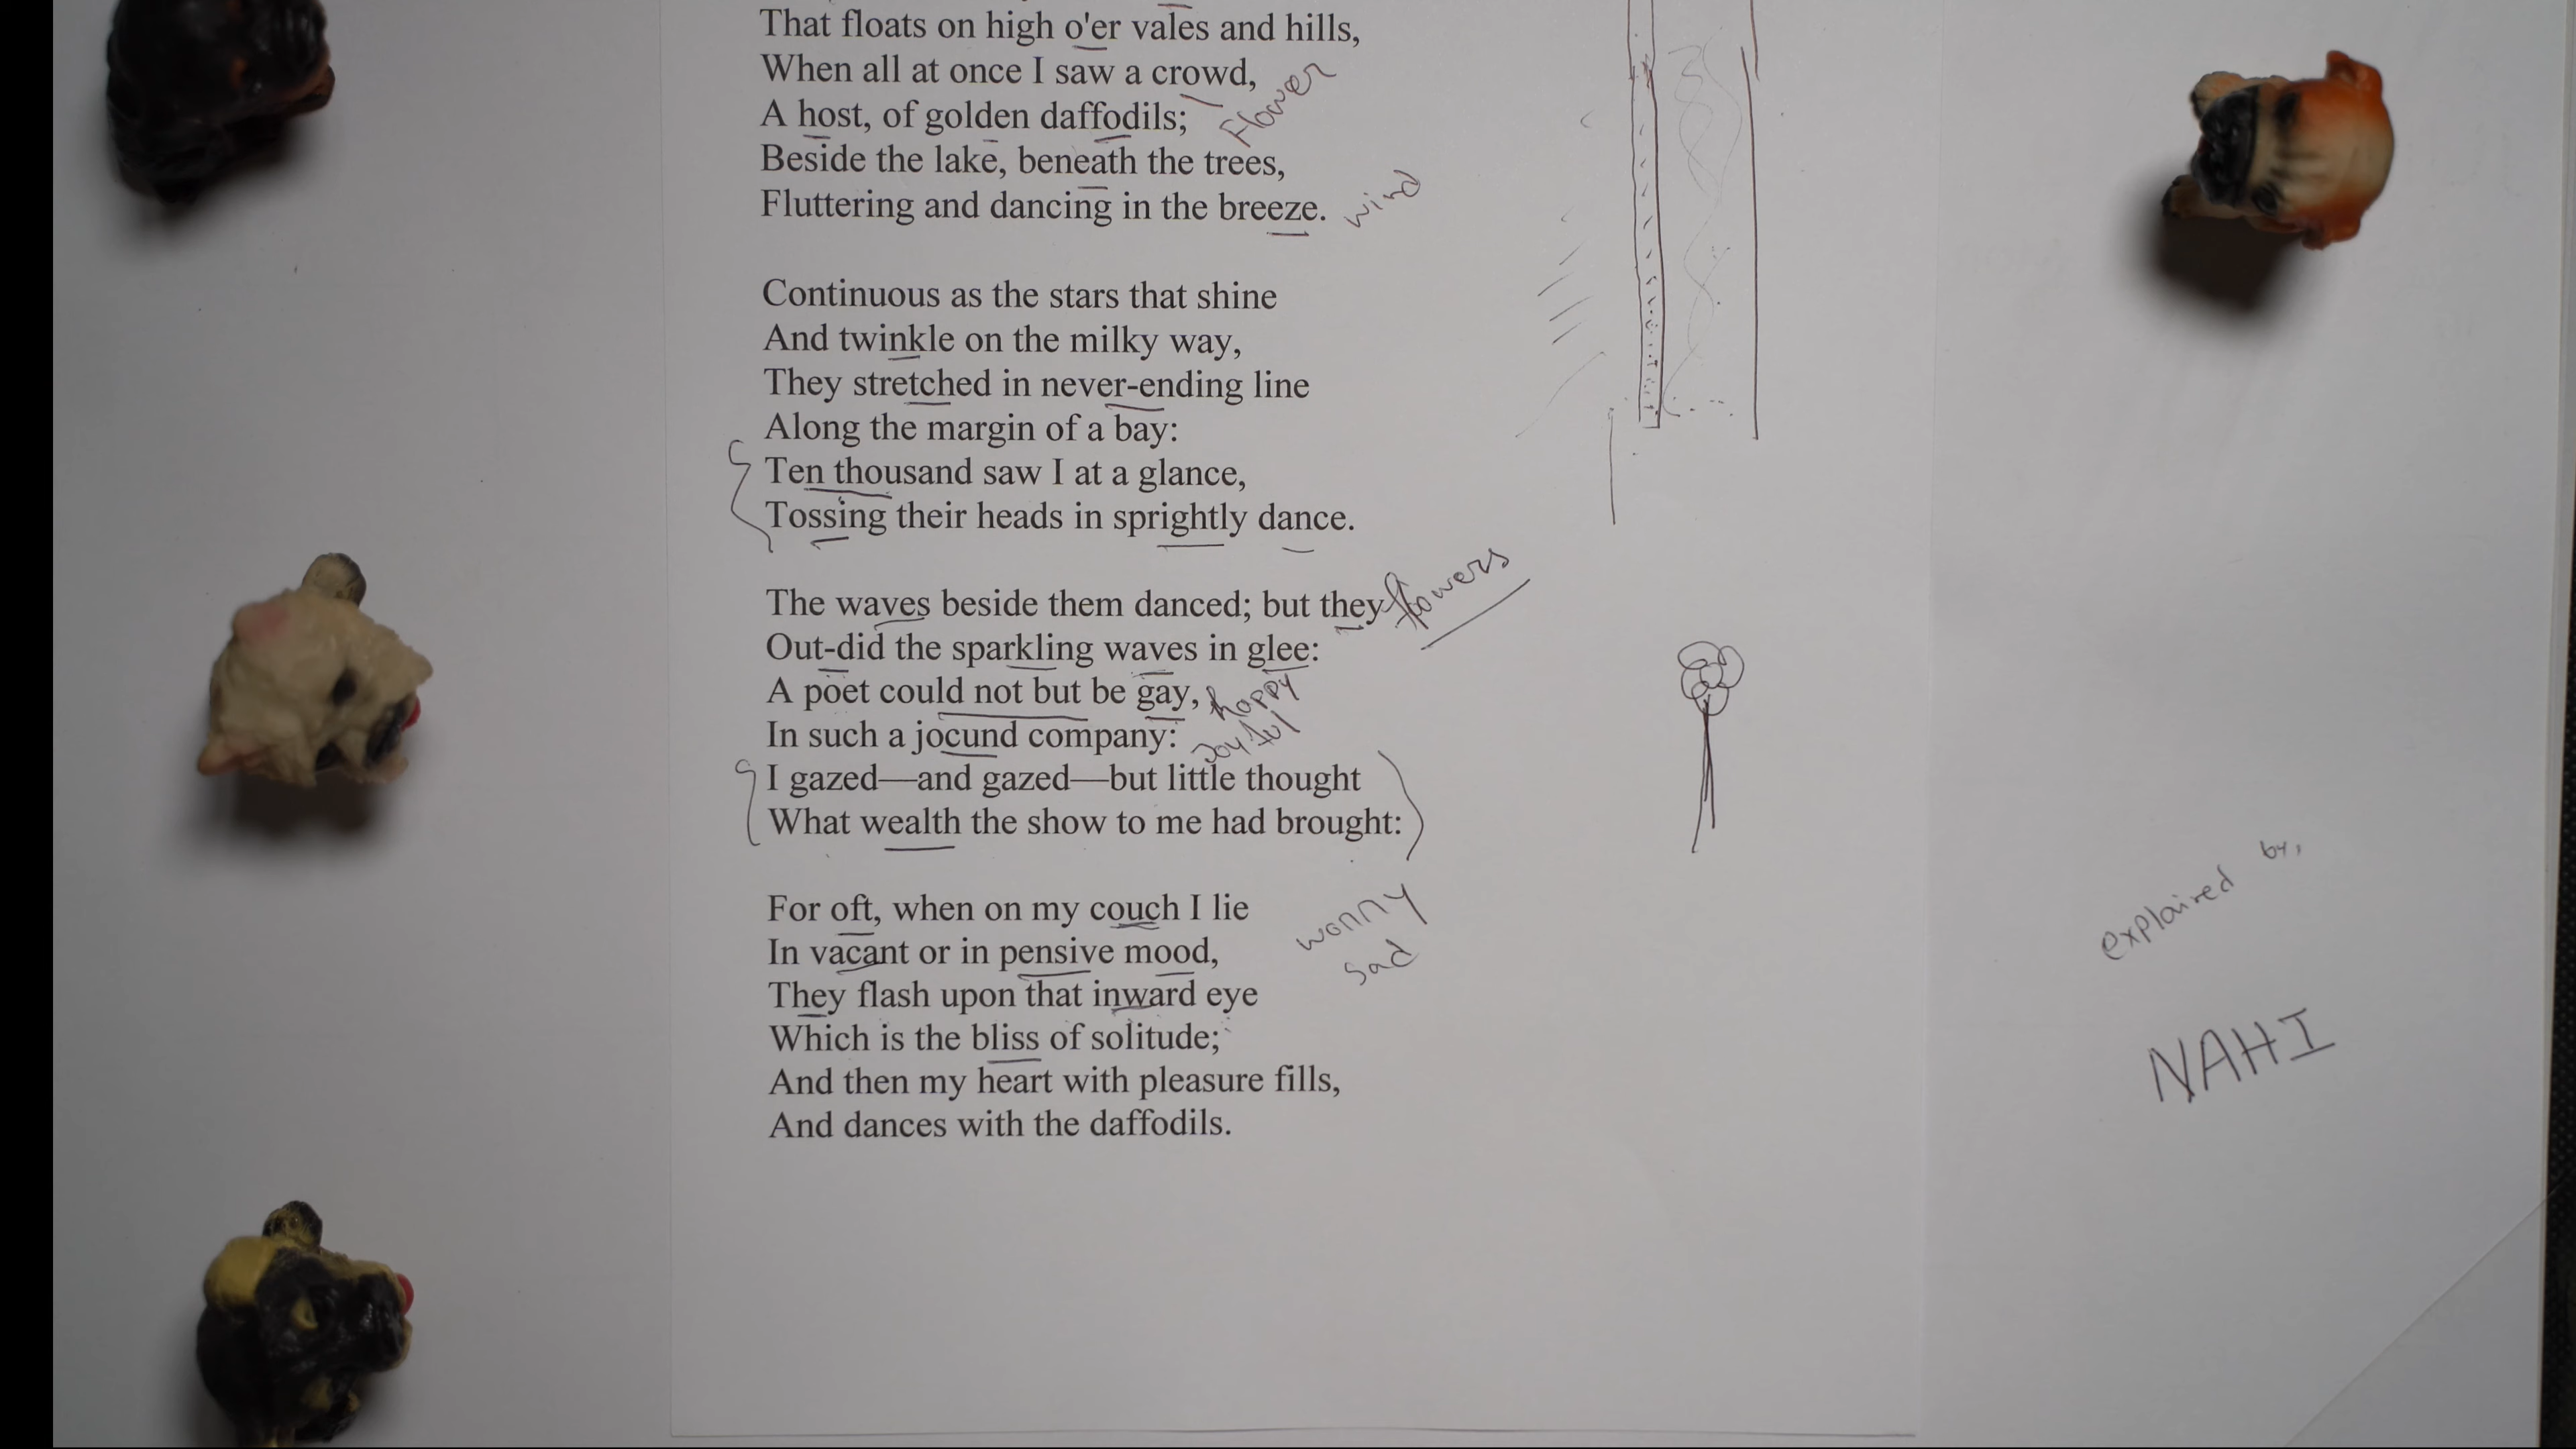 That floats on high o'er vales and hills,
When all at once I saw a crowd,
A host, of golden daffodils; Flower
Beside the lake, beneath the trees,
Fluttering and dancing in the breeze. wind
Continuous as the stars that shine
And twinkle on the milky way,
They stretched in never-ending line
Along the margin of a bay:
Ten thousand saw I at a glance,
Tossing their heads in sprightly dance.
The waves beside them danced; but they flowers
Out-did the sparkling waves in glee:
A poet could not but be gay, happy
In such a jocund company: Joyful
I gazed—and gazed—but little thought
What wealth the show to me had brought:
For oft, when on my couch I lie worry
In vacant or in pensive mood, sad
They flash upon that inward eye
Which is the bliss of solitude;
And then my heart with pleasure fills,
And dances with the daffodils.
explained by,
NAHI